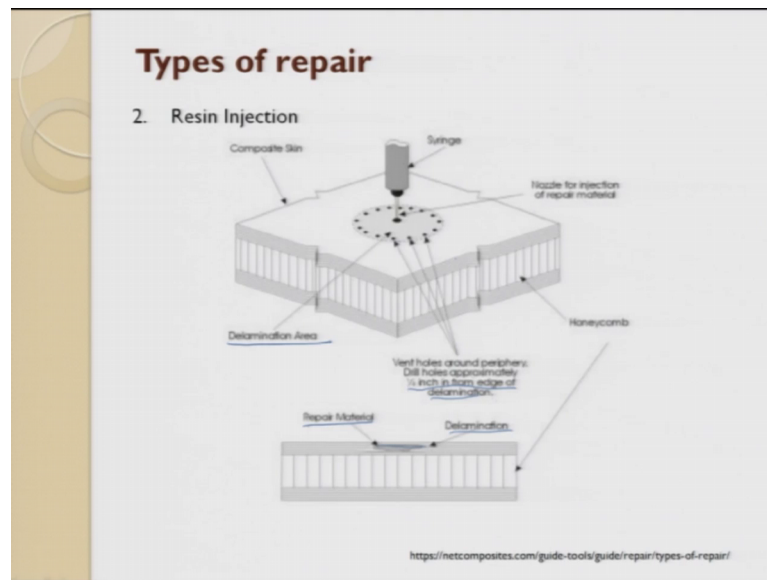 Types of repair
2. Resin Injection
Syringe
Composite Skin
Nozzle for injection
of repair material
Delamination Area
Honeycomb
Vent holes around periphery.
Drill holes approximately
¼ inch in from edge of
delamination.
Repair Material
Delamination
https://netcomposites.com/guide-tools/guide/repair/types-of-repair/